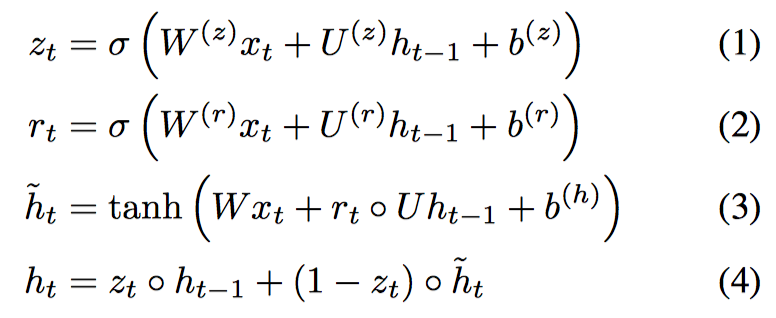 z_t = σ ( W^{(z)} x_t + U^{(z)} h_{t−1} + b^{(z)} ) (1)
r_t = σ ( W^{(r)} x_t + U^{(r)} h_{t−1} + b^{(r)} ) (2)
h̃_t = tanh ( W x_t + r_t ∘ U h_{t−1} + b^{(h)} ) (3)
h_t = z_t ∘ h_{t−1} + (1 − z_t) ∘ h̃_t (4)